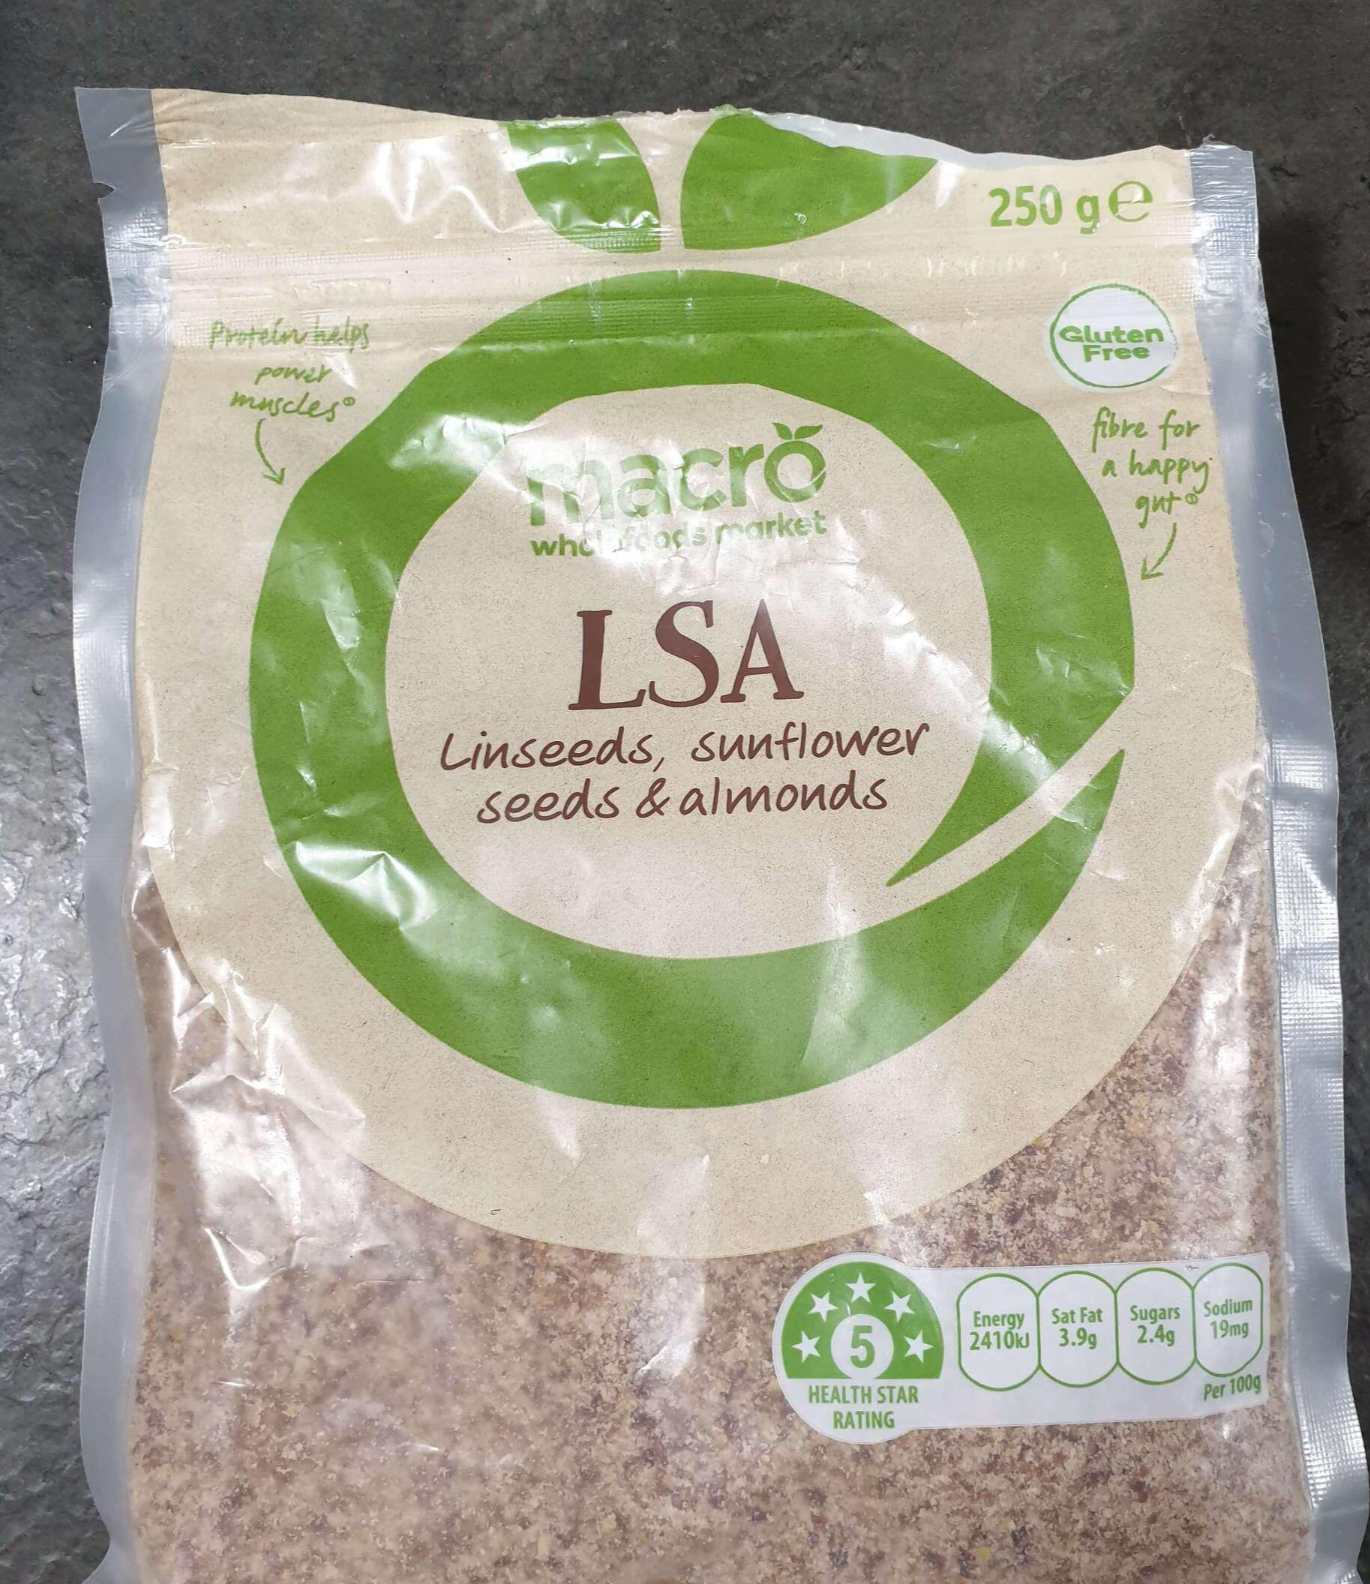 250 g ℮
Protein helps
power
muscles
Gluten
Free
fibre for
a happy
gut
macro
wholefoods market
LSA
Linseeds, sunflower
seeds & almonds
5
HEALTH STAR
RATING
Energy
2410kJ
Sat Fat
3.9g
Sugars
2.4g
Sodium
19mg
Per 100g